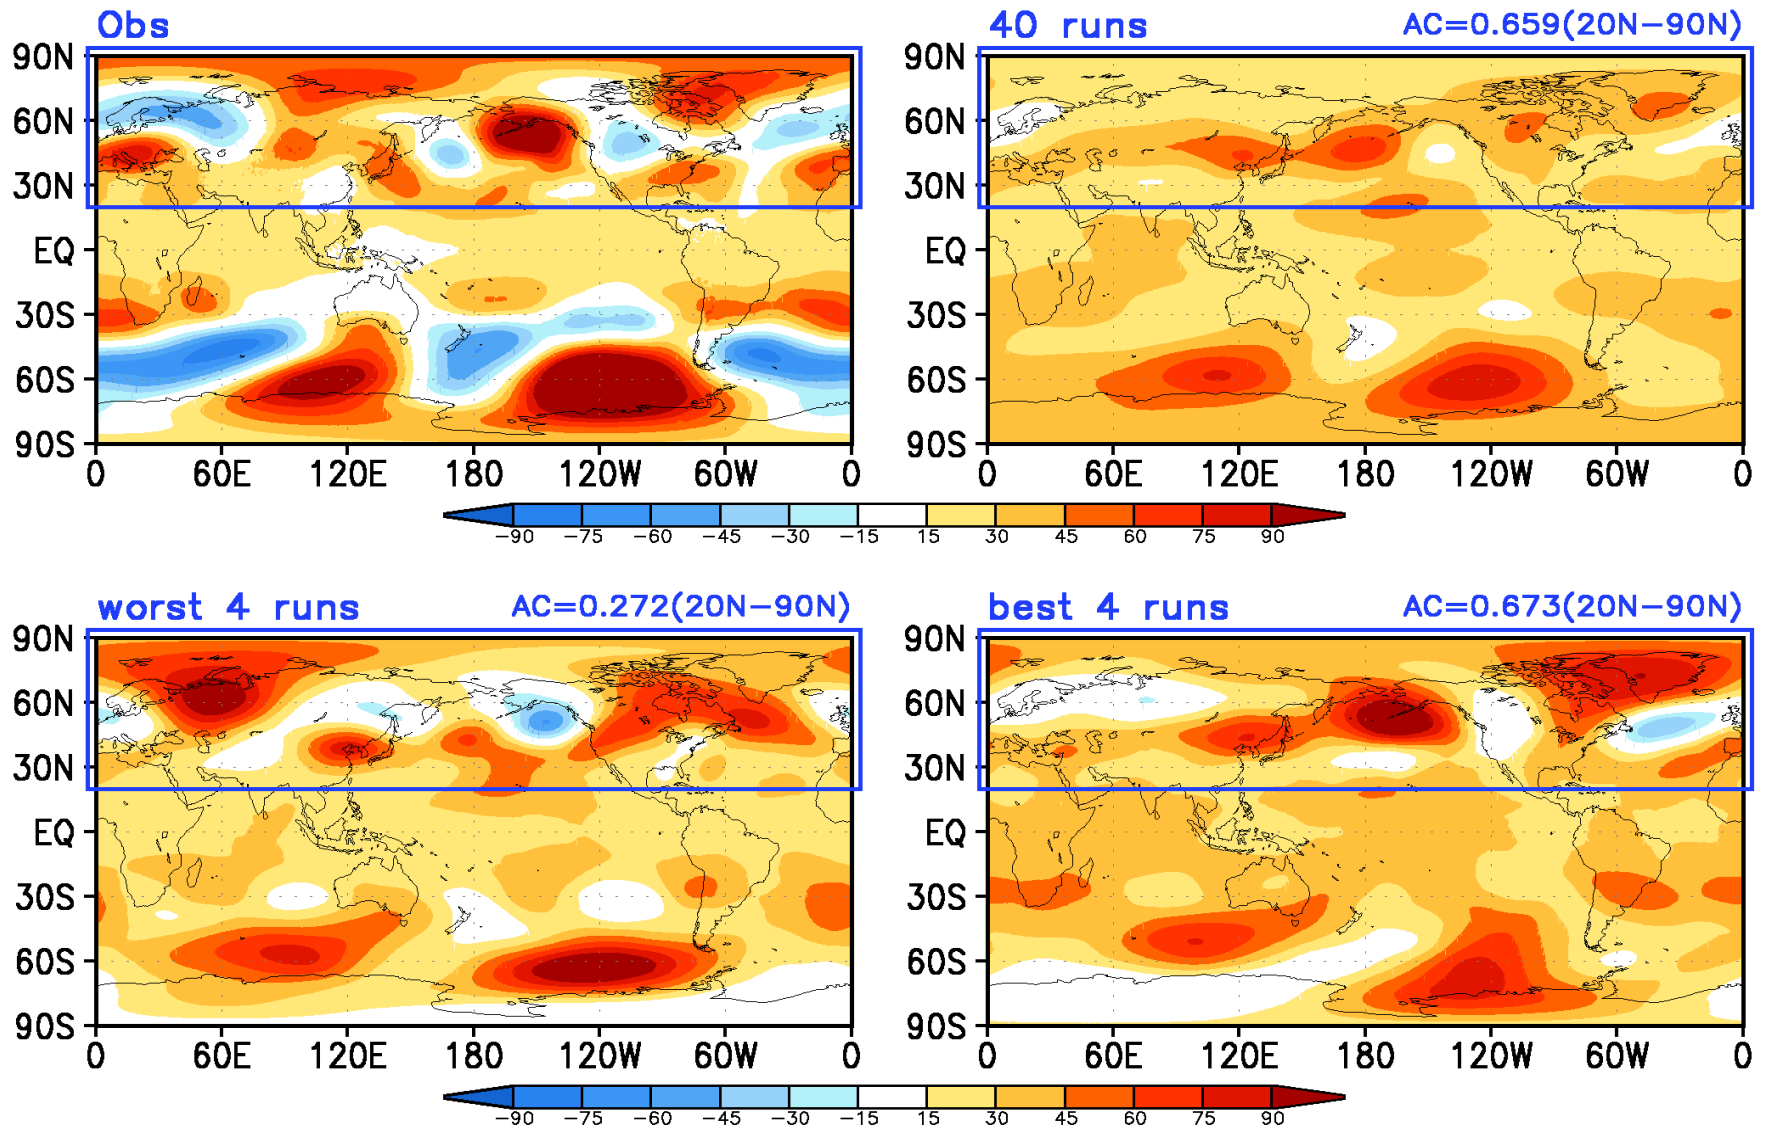 Obs
90N
60N
30N
EQ
30S
60S
90S
0 60E 120E 180 120W 60W 0
40 runs AC=0.659(20N−90N)
90N
60N
30N
EQ
30S
60S
90S
0 60E 120E 180 120W 60W 0
−90 −75 −60 −45 −30 −15 15 30 45 60 75 90
worst 4 runs AC=0.272(20N−90N)
90N
60N
30N
EQ
30S
60S
90S
0 60E 120E 180 120W 60W 0
best 4 runs AC=0.673(20N−90N)
90N
60N
30N
EQ
30S
60S
90S
0 60E 120E 180 120W 60W 0
−90 −75 −60 −45 −30 −15 15 30 45 60 75 90